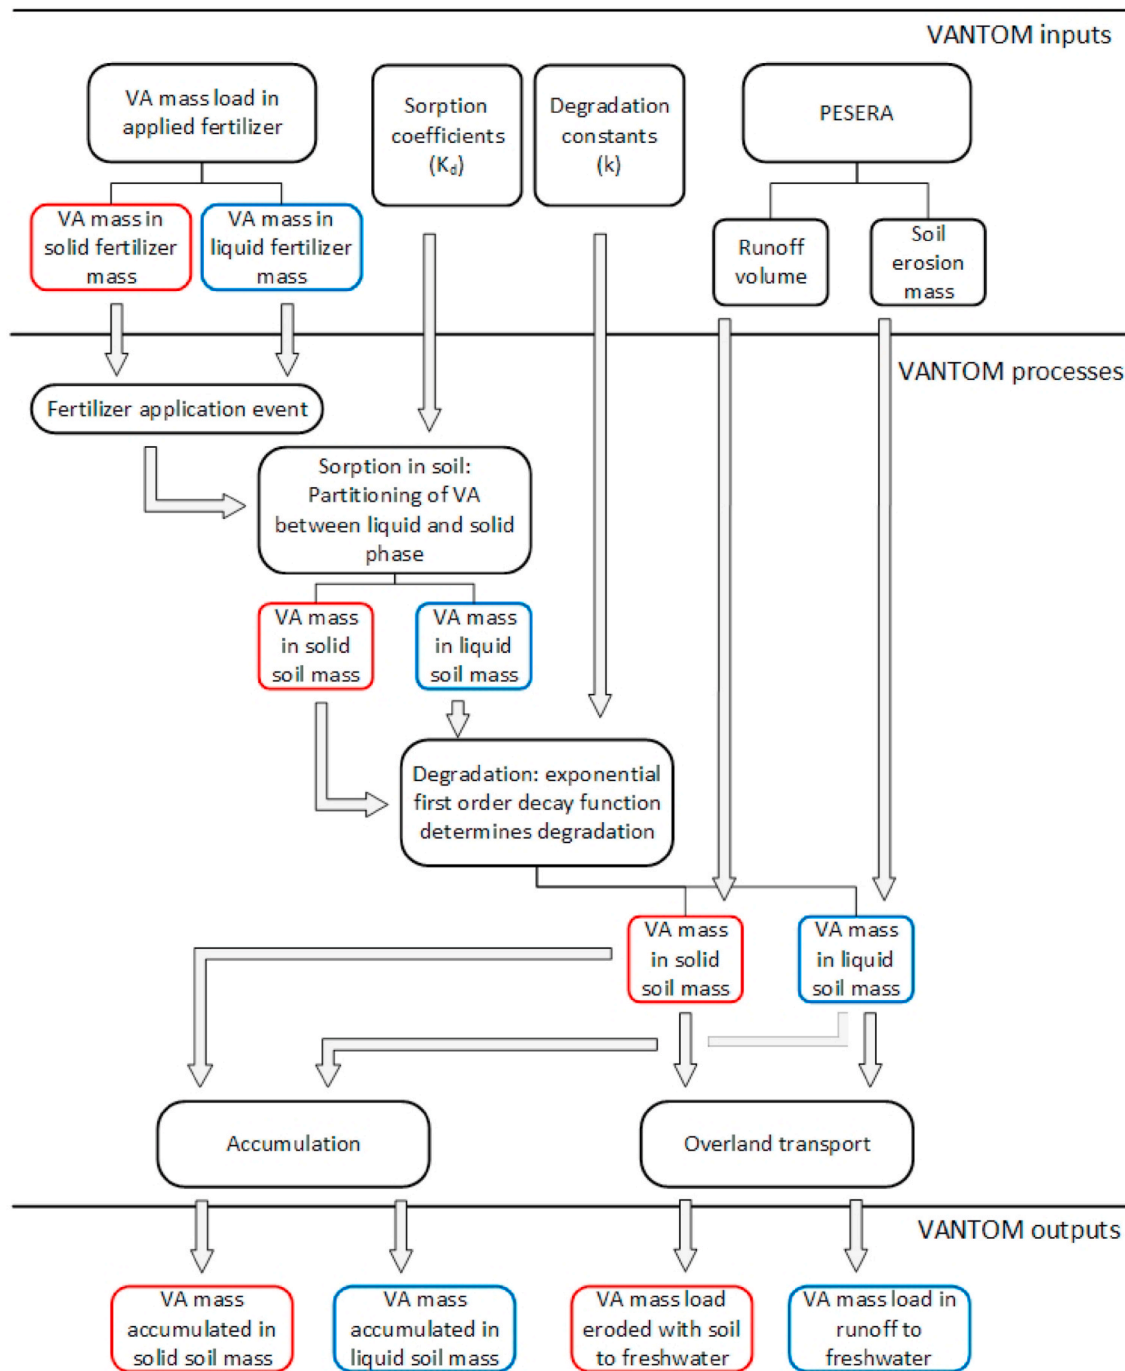 VANTOM inputs
VA mass load in
applied fertilizer
Sorption
coefficients
(Kd)
Degradation
constants
(k)
PESERA
VA mass in
solid fertilizer
mass
VA mass in
liquid fertilizer
mass
Runoff
volume
Soil
erosion
mass
VANTOM processes
Fertilizer application event
Sorption in soil:
Partitioning of VA
between liquid and solid
phase
VA mass
in solid
soil mass
VA mass
in liquid
soil mass
Degradation: exponential
first order decay function
determines degradation
VA mass
in solid
soil mass
VA mass
in liquid
soil mass
Accumulation
Overland transport
VANTOM outputs
VA mass
accumulated in
solid soil mass
VA mass
accumulated in
liquid soil mass
VA mass load
eroded with soil
to freshwater
VA mass load in
runoff to
freshwater